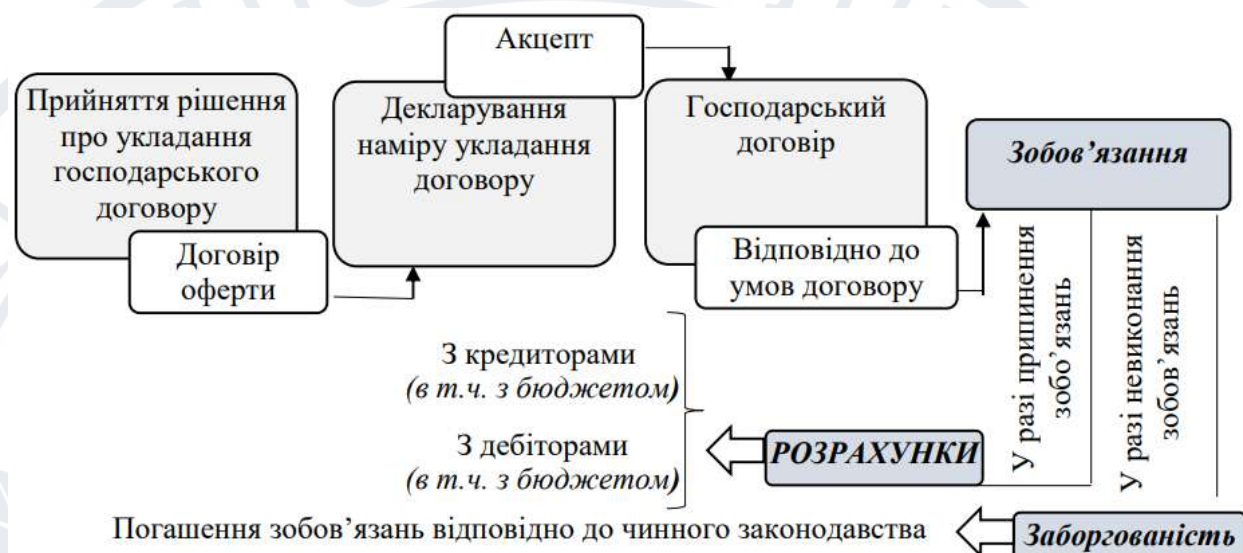 Акцепт
Прийняття рішення
про укладання
господарського
договору
Договір
оферти
Декларування
наміру укладання
договору
Господарський
договір
Відповідно до
умов договору
Зобов’язання
У разі припинення
зобо’язань
У разі невиконання
зобов’язань
З кредиторами
(в т.ч. з бюджетом)
З дебіторами
(в т.ч. з бюджетом)
РОЗРАХУНКИ
Погашення зобов’язань відповідно до чинного законодавства
Заборгованість